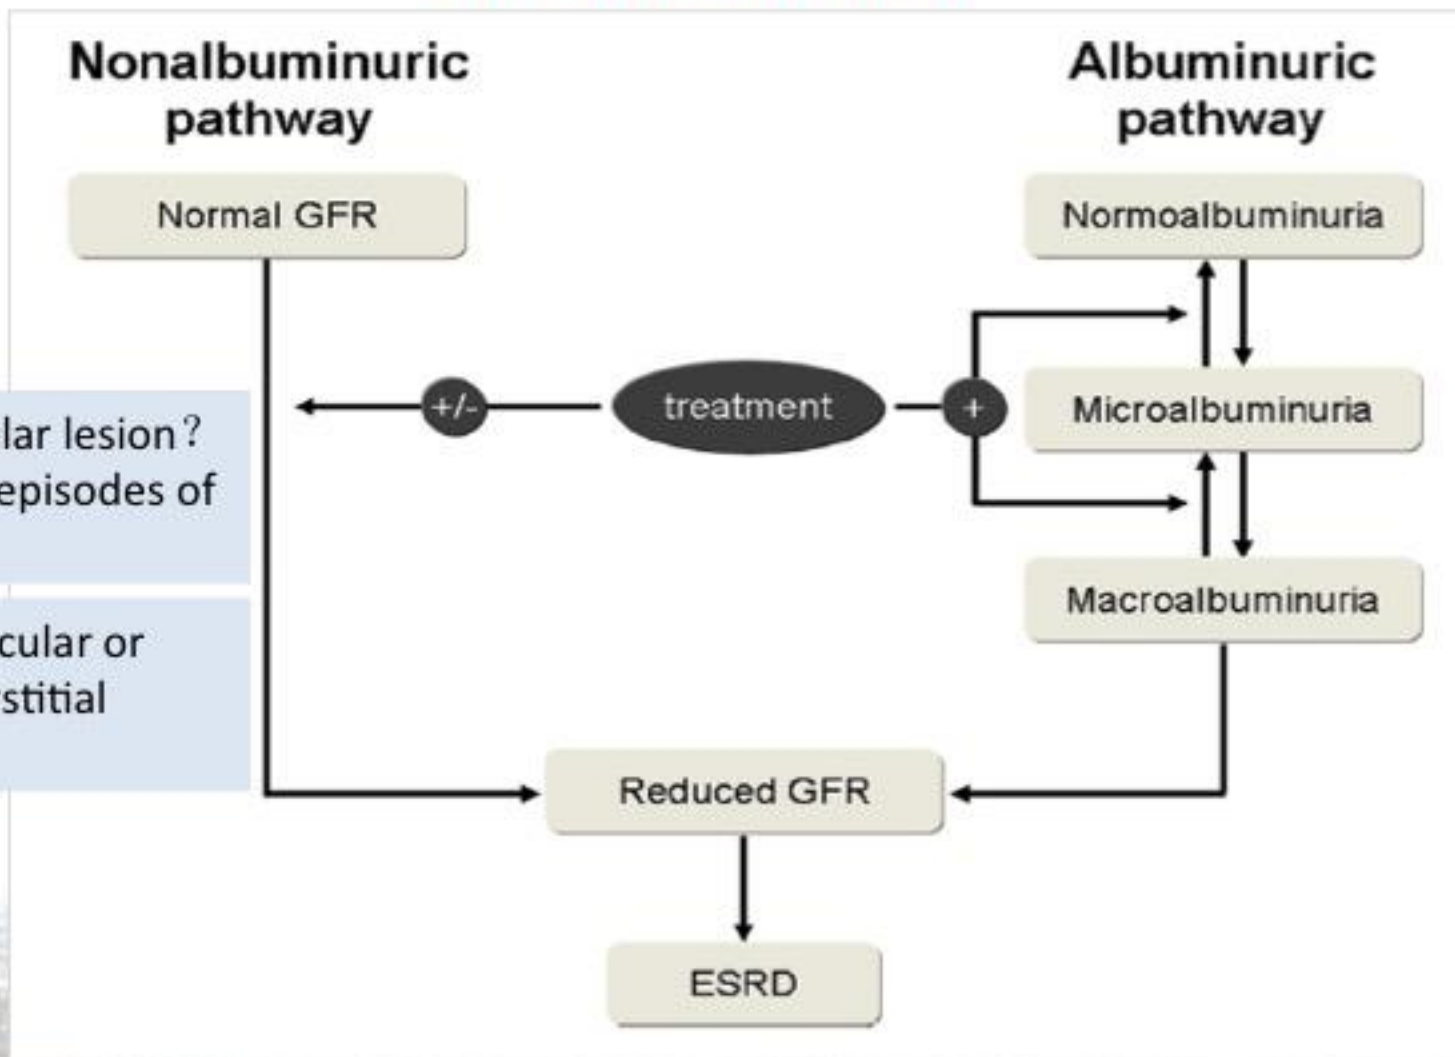 Nonalbuminuric
pathway
Albuminuric
pathway
Normal GFR
Normoalbuminuria
+/-
treatment
+
Microalbuminuria
lar lesion？
episodes of
cular or
stitial
Macroalbuminuria
Reduced GFR
ESRD